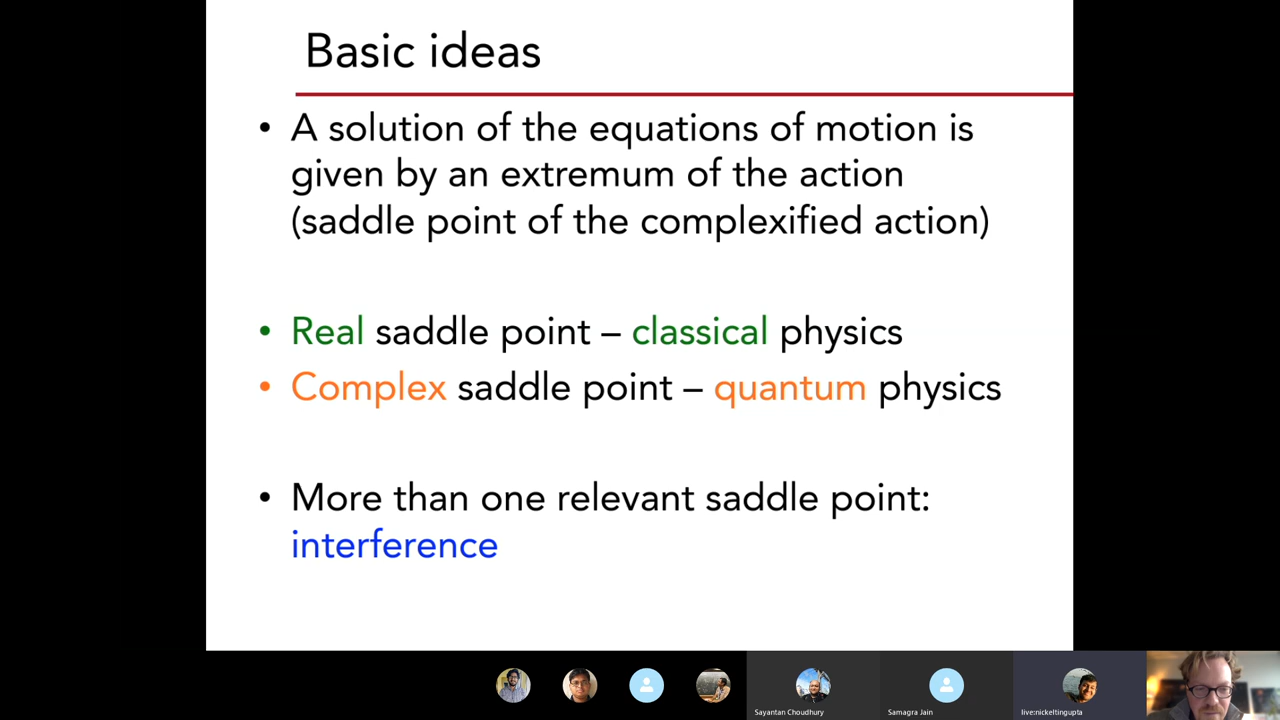 Basic ideas
• A solution of the equations of motion is
given by an extremum of the action
(saddle point of the complexified action)
• Real saddle point – classical physics
• Complex saddle point – quantum physics
• More than one relevant saddle point:
interference
Sayantan Choudhury
Samagra Jain
live:nickeltingupta